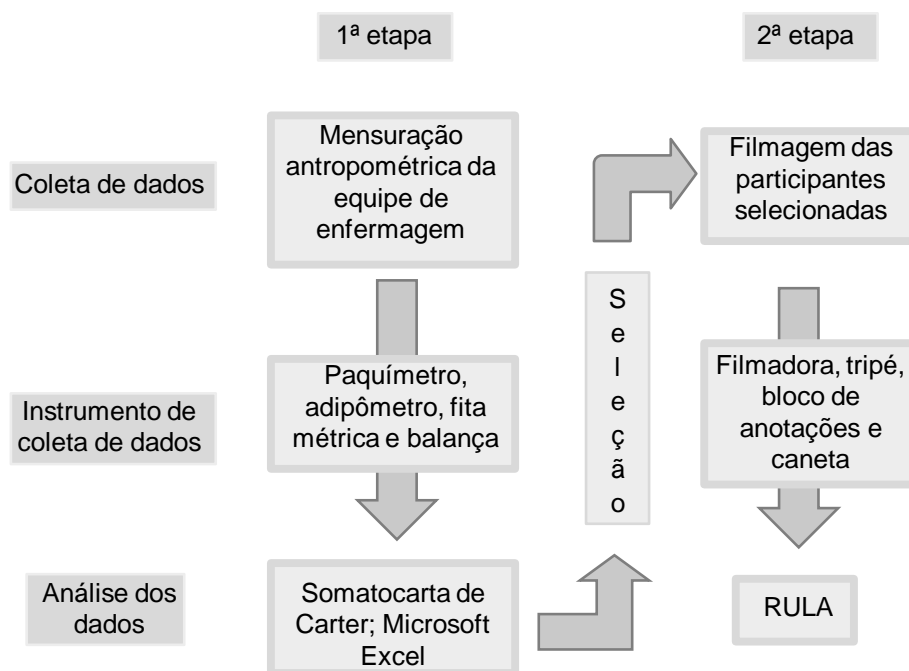 1ª etapa
2ª etapa
Coleta de dados
Mensuração
antropométrica da
equipe de
enfermagem
Filmagem das
participantes
selecionadas
Instrumento de
coleta de dados
Paquímetro,
adipômetro, fita
métrica e balança
S
e
l
e
ç
ã
o
Filmadora, tripé,
bloco de
anotações e
caneta
Análise dos
dados
Somatocarta de
Carter; Microsoft
Excel
RULA